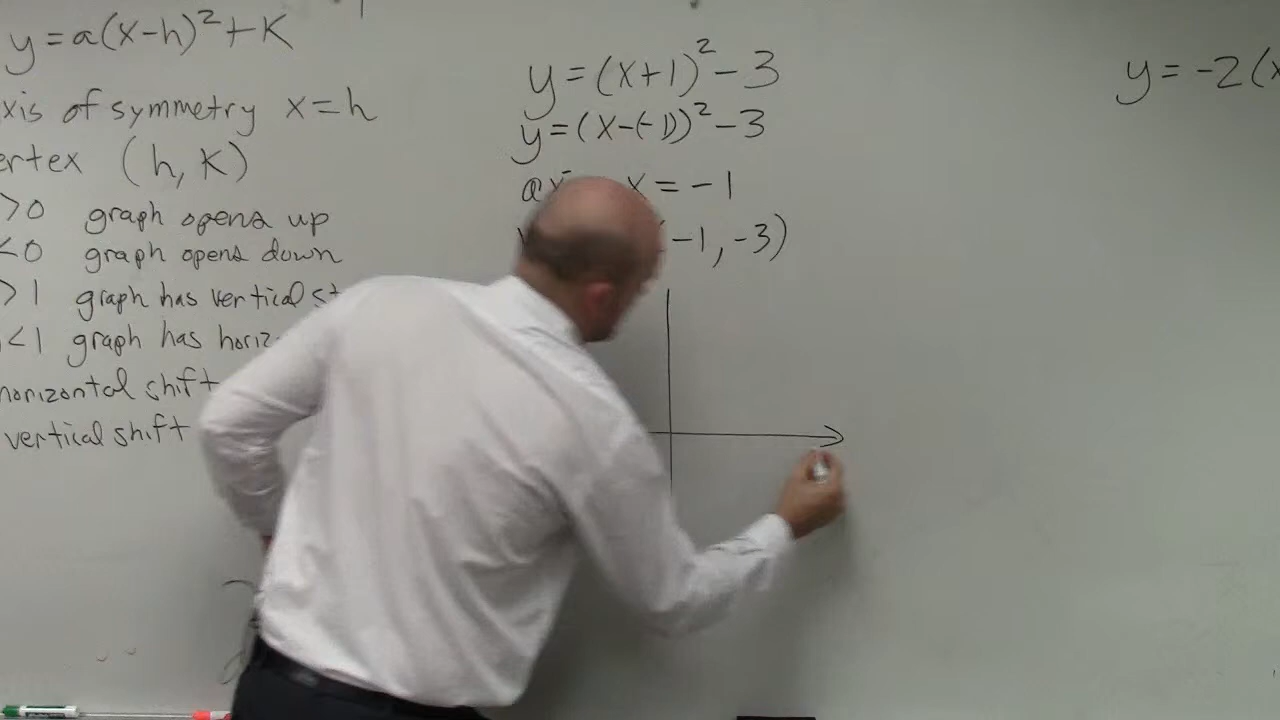 y=a(x-h)²+K
xis of symmetry x=h
ertex (h,K)
>0 graph opens up
<0 graph opens down
>1 graph has vertical st
<1 graph has horiz
horizontal shift
vertical shift
y=(x+1)²-3
y=(x-(-1))²-3
x=-1
(-1,-3)
y=-2(x